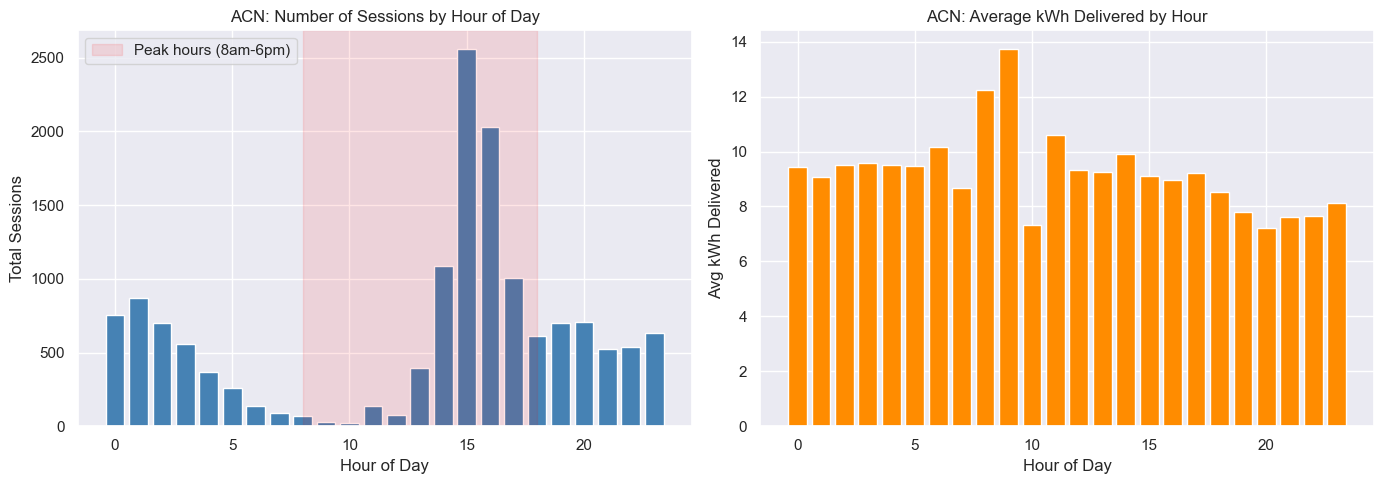 ACN: Number of Sessions by Hour of Day
Peak hours (8am-6pm)
Total Sessions
2500
2000
1500
1000
500
0
0 5 10 15 20
Hour of Day
ACN: Average kWh Delivered by Hour
Avg kWh Delivered
14
12
10
8
6
4
2
0
0 5 10 15 20
Hour of Day